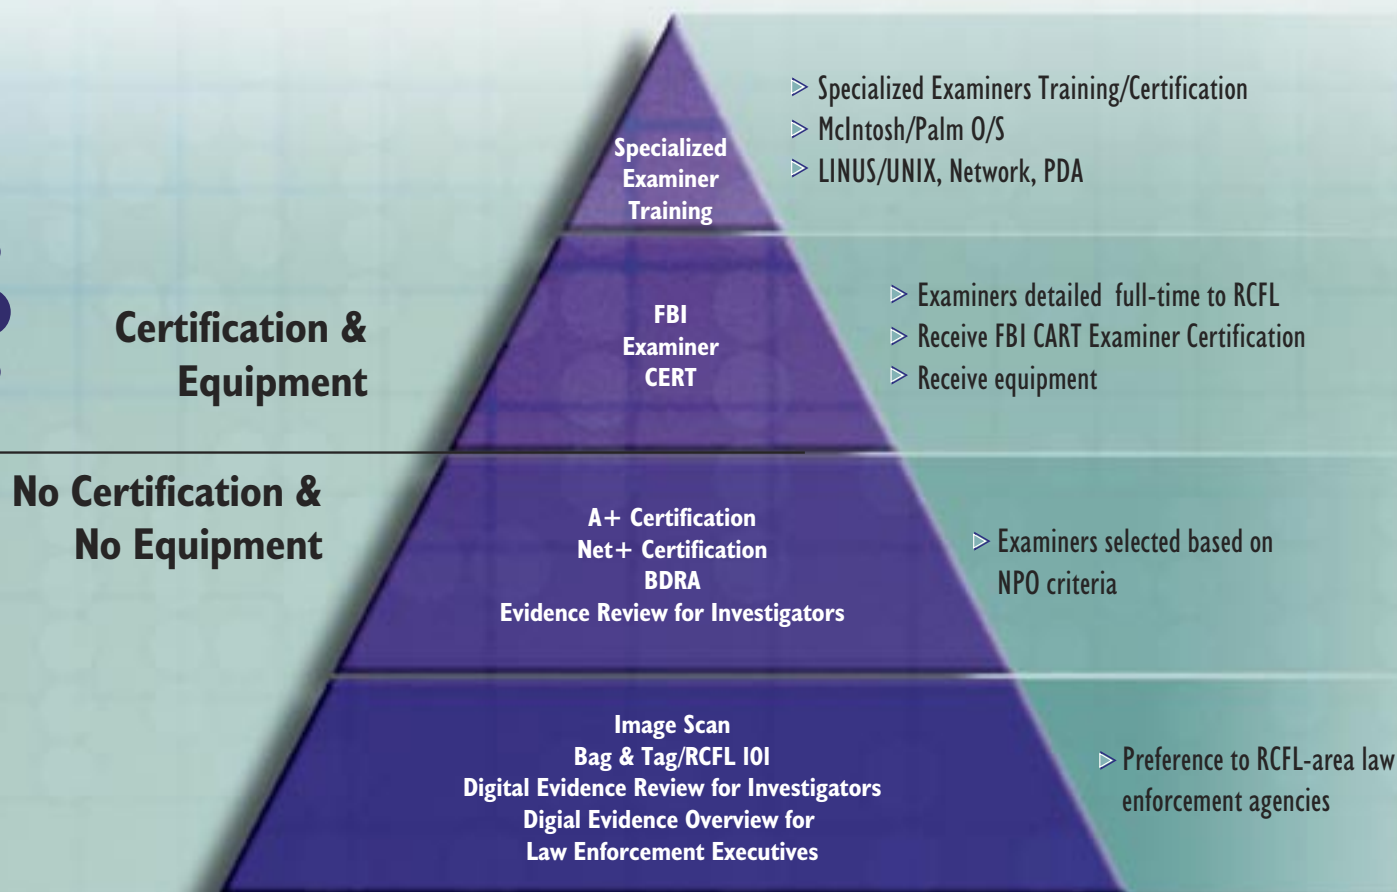 Specialized
Examiner
Training
▷ Specialized Examiners Training/Certification
▷ McIntosh/Palm O/S
▷ LINUS/UNIX, Network, PDA
Certification &
Equipment
FBI
Examiner
CERT
▷ Examiners detailed full-time to RCFL
▷ Receive FBI CART Examiner Certification
▷ Receive equipment
No Certification &
No Equipment
A+ Certification
Net+ Certification
BDRA
Evidence Review for Investigators
▷ Examiners selected based on
NPO criteria
Image Scan
Bag & Tag/RCFL 101
Digital Evidence Review for Investigators
Digial Evidence Overview for
Law Enforcement Executives
▷ Preference to RCFL-area law
enforcement agencies